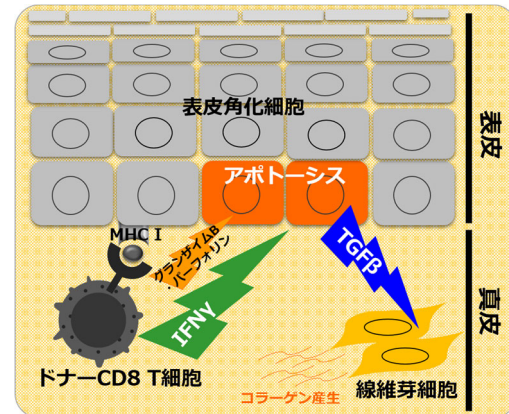 表皮角化細胞
アポトーシス
表皮
MHC I
グランザイムB
・パーフォリン
IFNγ
TGFβ
真皮
ドナーCD8 T細胞
コラーゲン産生
線維芽細胞